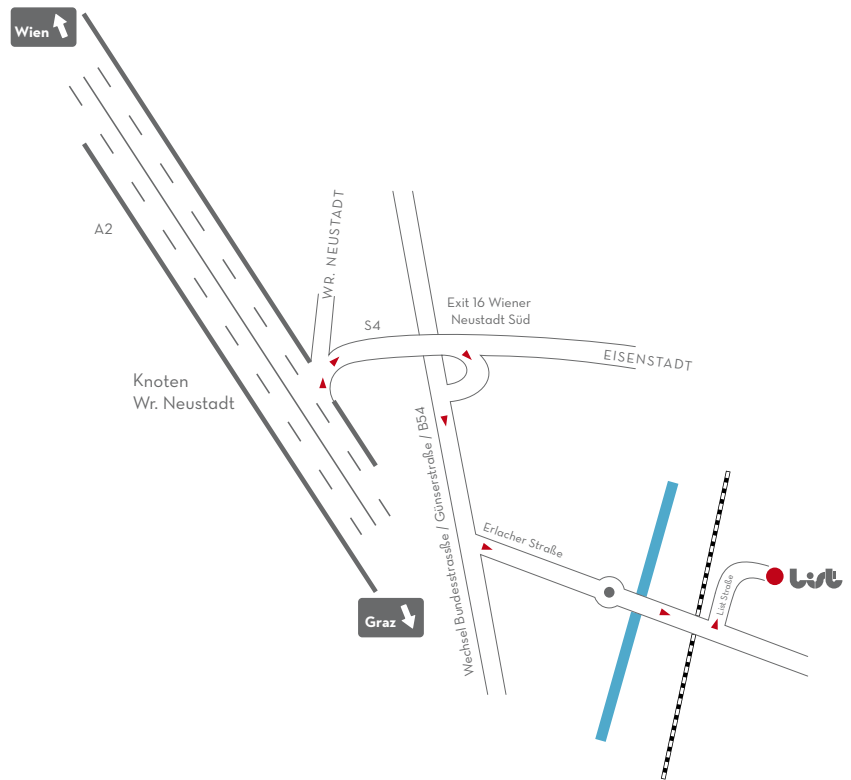 Wien
WR. NEUSTADT
A2
Exit 16 Wiener
Neustadt Süd
S4
EISENSTADT
Knoten
Wr. Neustadt
Wechsel Bundesstrassße / Günserstraße / B54
Erlacher Straße
List Straße
List
Graz